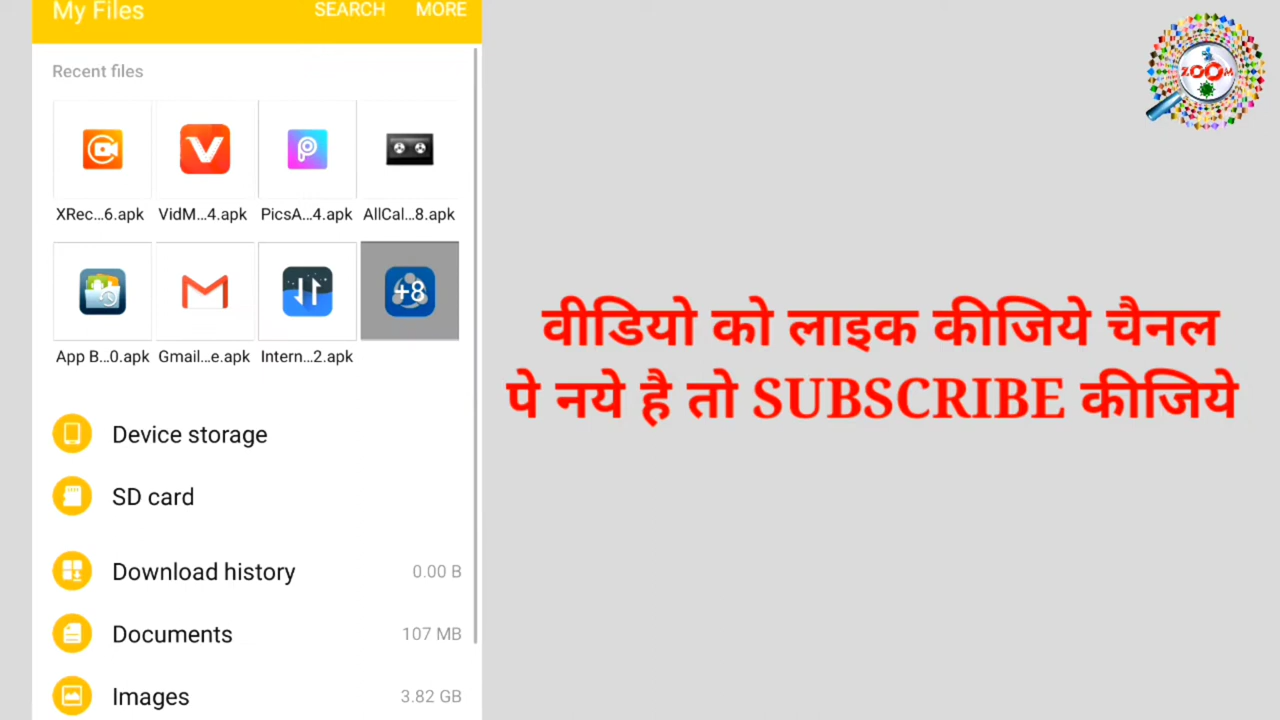 My Files SEARCH MORE
Recent files
XRec...6.apk VidM...4.apk PicsA...4.apk AllCal...8.apk
+8
App B...0.apk Gmail...e.apk Intern...2.apk
Device storage
SD card
Download history 0.00 B
Documents 107 MB
Images 3.82 GB
ZOOM
वीडियो को लाइक कीजिये चैनल
पे नये है तो SUBSCRIBE कीजिये